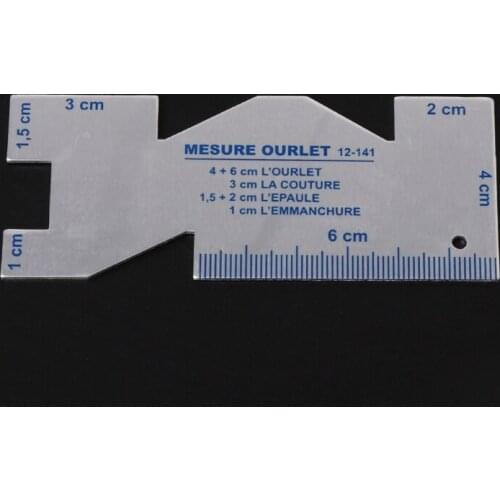 3 cm
2 cm
1,5 cm
MESURE OURLET 12-141
4 + 6 cm L'OURLET
3 cm LA COUTURE
1,5 + 2 cm L'EPAULE
1 cm L'EMMANCHURE
4 cm
6 cm
1 cm